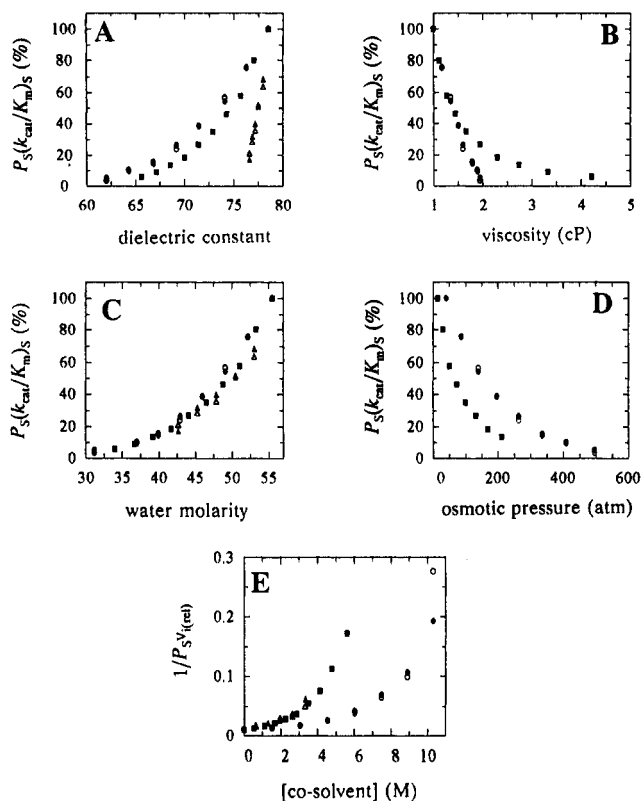 A
P_S(k_cat/K_m)_S (%)
100
80
60
40
20
0
60 65 70 75 80
dielectric constant
B
P_S(k_cat/K_m)_S (%)
100
80
60
40
20
0
1 2 3 4 5
viscosity (cP)
C
P_S(k_cat/K_m)_S (%)
100
80
60
40
20
0
30 35 40 45 50 55
water molarity
D
P_S(k_cat/K_m)_S (%)
100
80
60
40
20
0
0 200 400 600
osmotic pressure (atm)
E
1/P_S v_i(rel)
0.3
0.2
0.1
0
0 2 4 6 8 10
[co-solvent] (M)